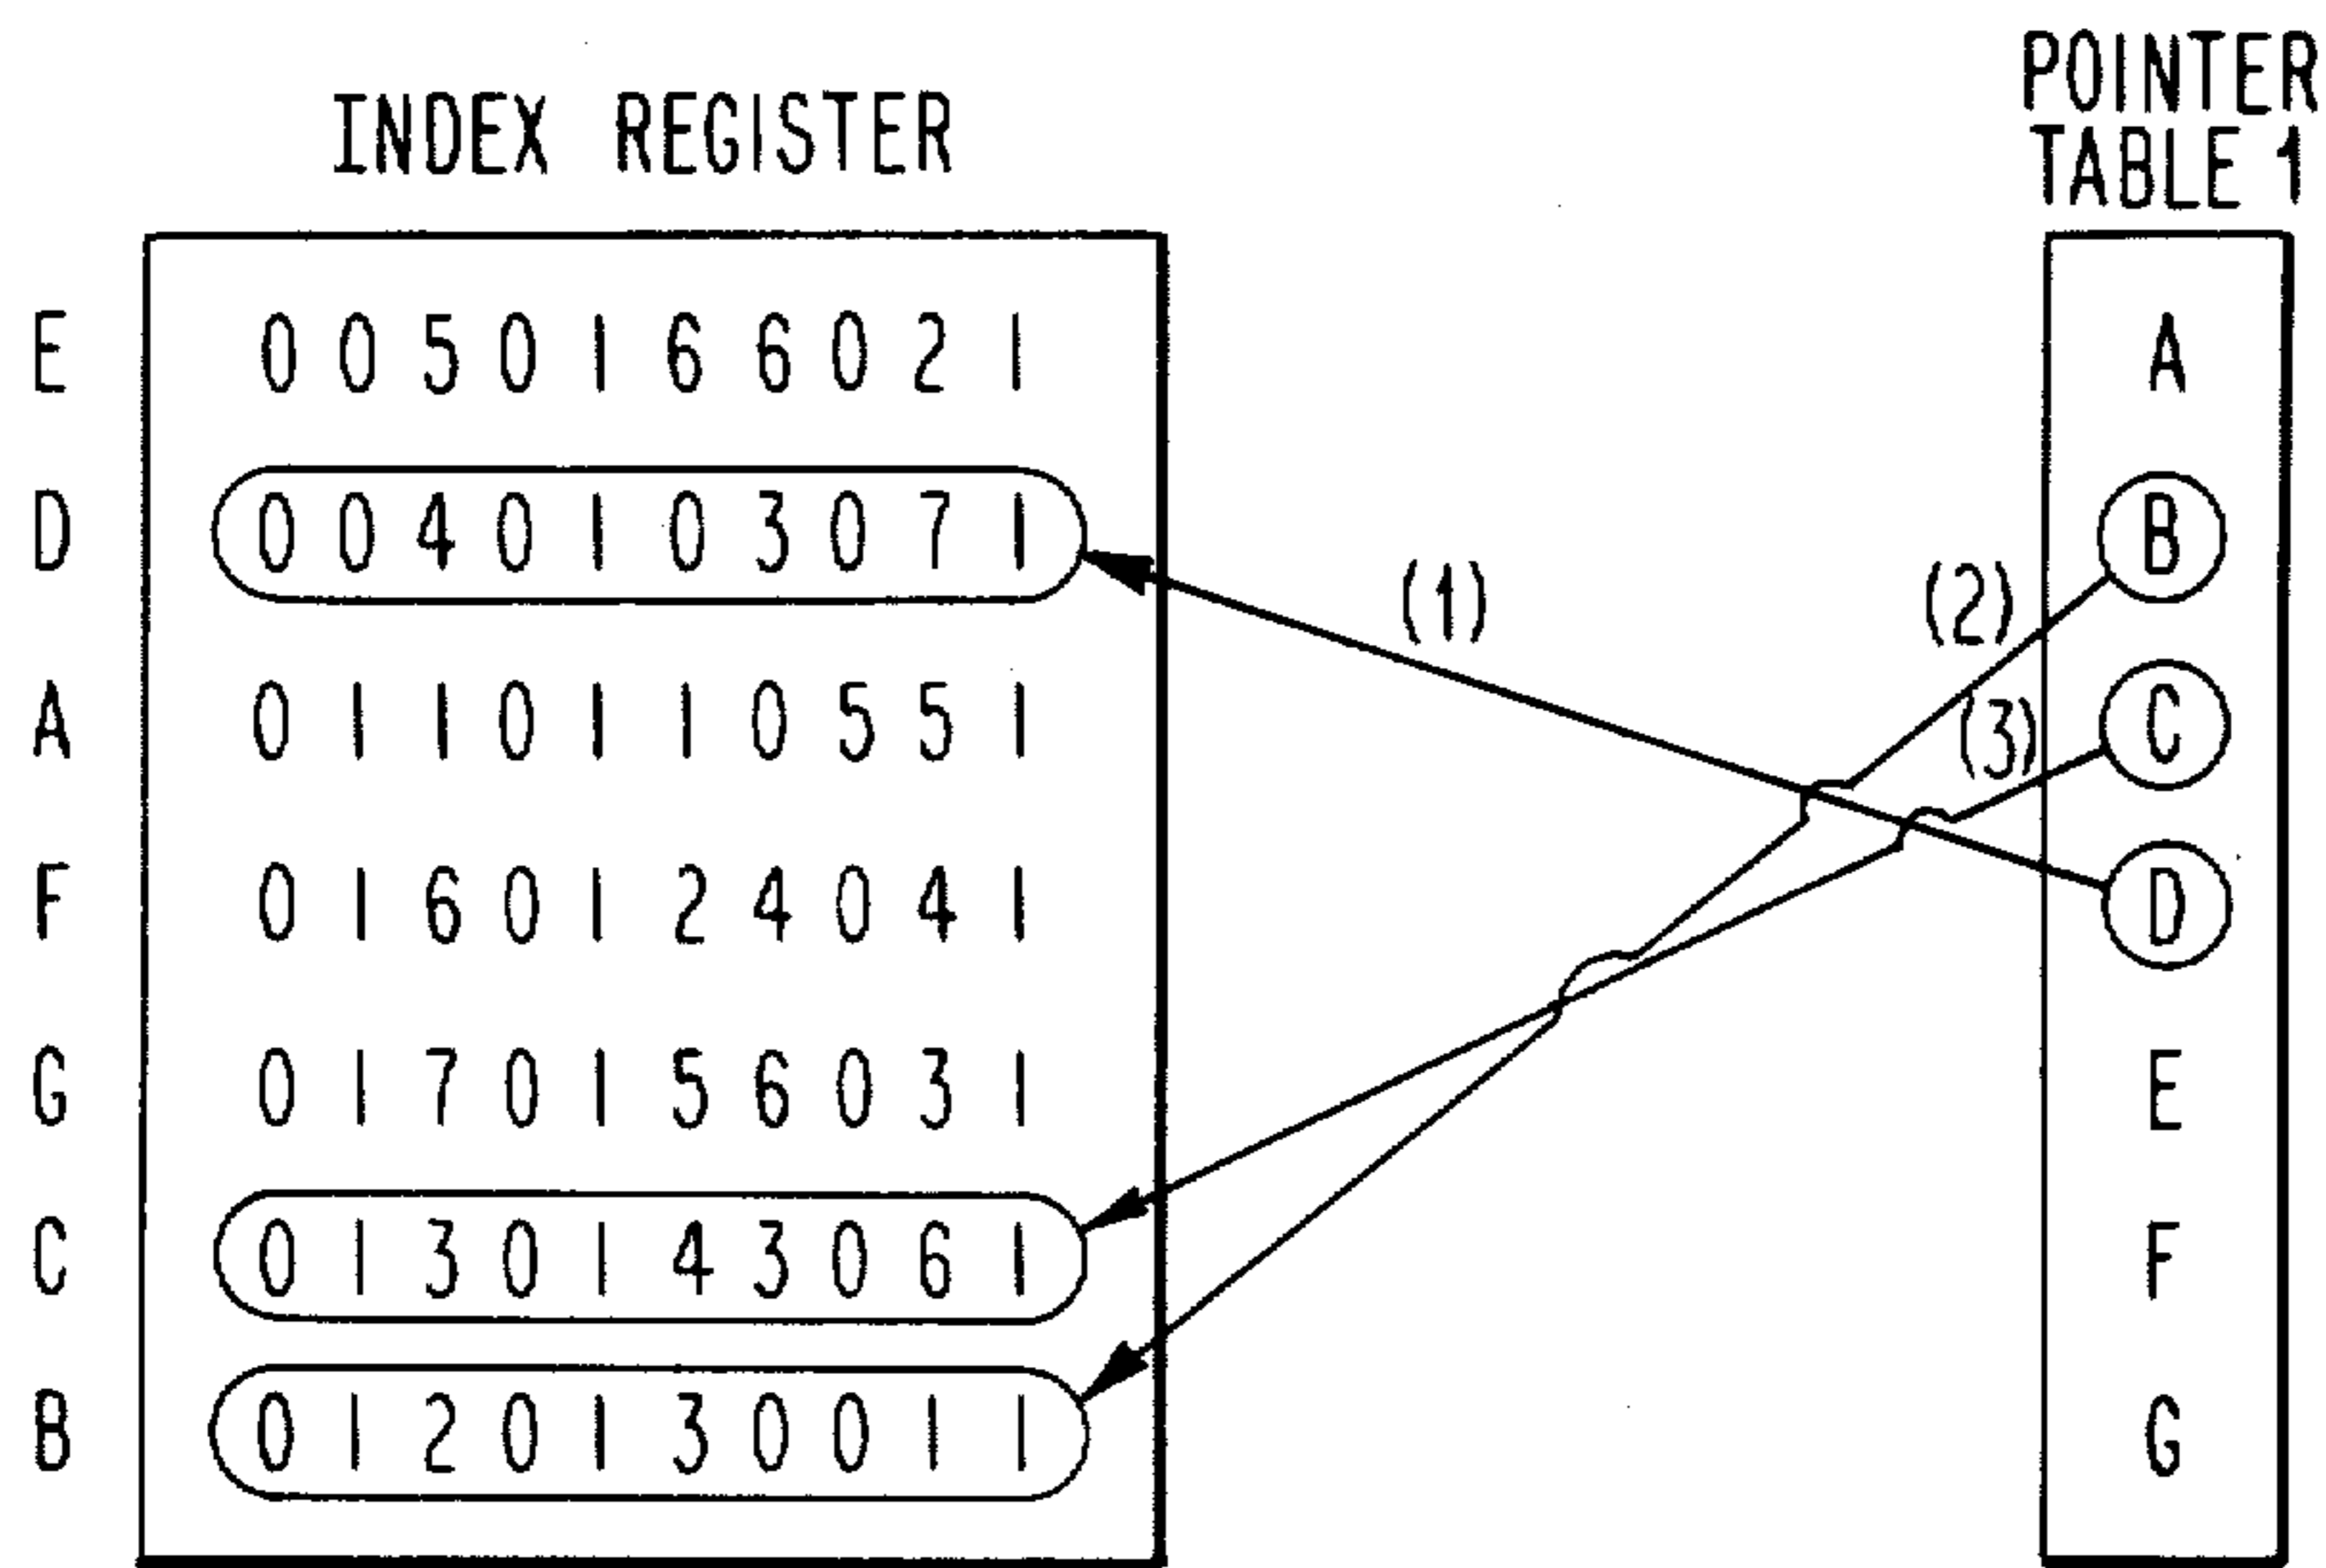 POINTER
INDEX REGISTER TABLE 1
E 0 0 5 0 1 6 6 0 2 1 A
D 0 0 4 0 1 0 3 0 7 1 B
(1) (2)
A 0 1 1 0 1 1 0 5 5 1 (3) C
F 0 1 6 0 1 2 4 0 4 1 D
G 0 1 7 0 1 5 6 0 3 1 E
C 0 1 3 0 1 4 3 0 6 1 F
B 0 1 2 0 1 3 0 0 1 1 G